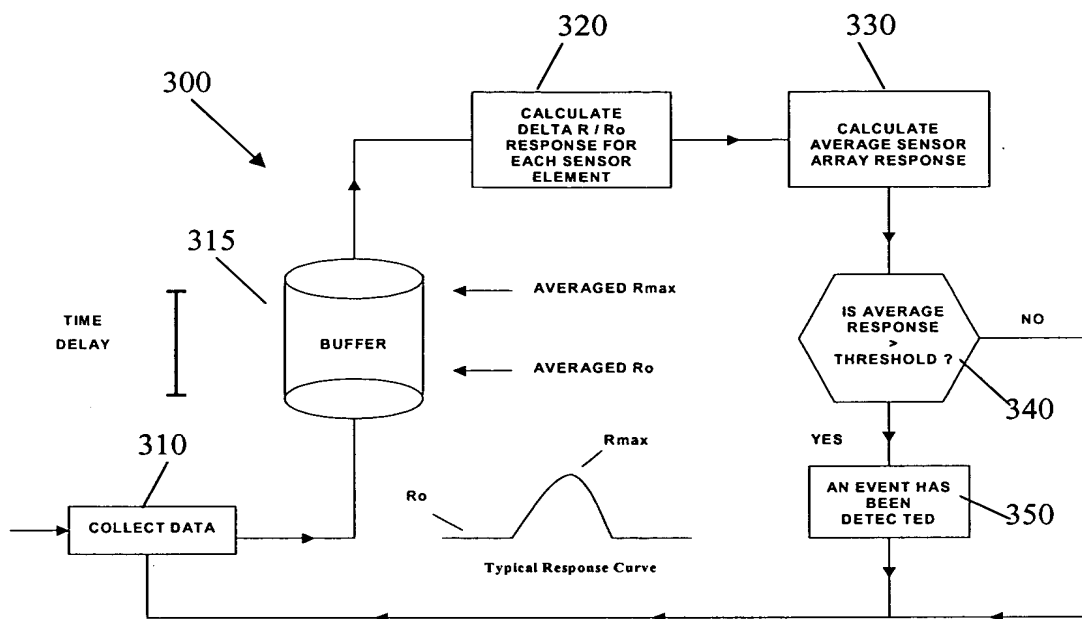 320
330
300
CALCULATE
DELTA R / Ro
RESPONSE FOR
EACH SENSOR
ELEMENT
CALCULATE
AVERAGE SENSOR
ARRAY RESPONSE
315
TIME
DELAY
BUFFER
AVERAGED Rmax
AVERAGED Ro
IS AVERAGE
RESPONSE
>
THRESHOLD ?
NO
340
YES
310
COLLECT DATA
Rmax
Ro
Typical Response Curve
AN EVENT HAS
BEEN
DETEC TED
350